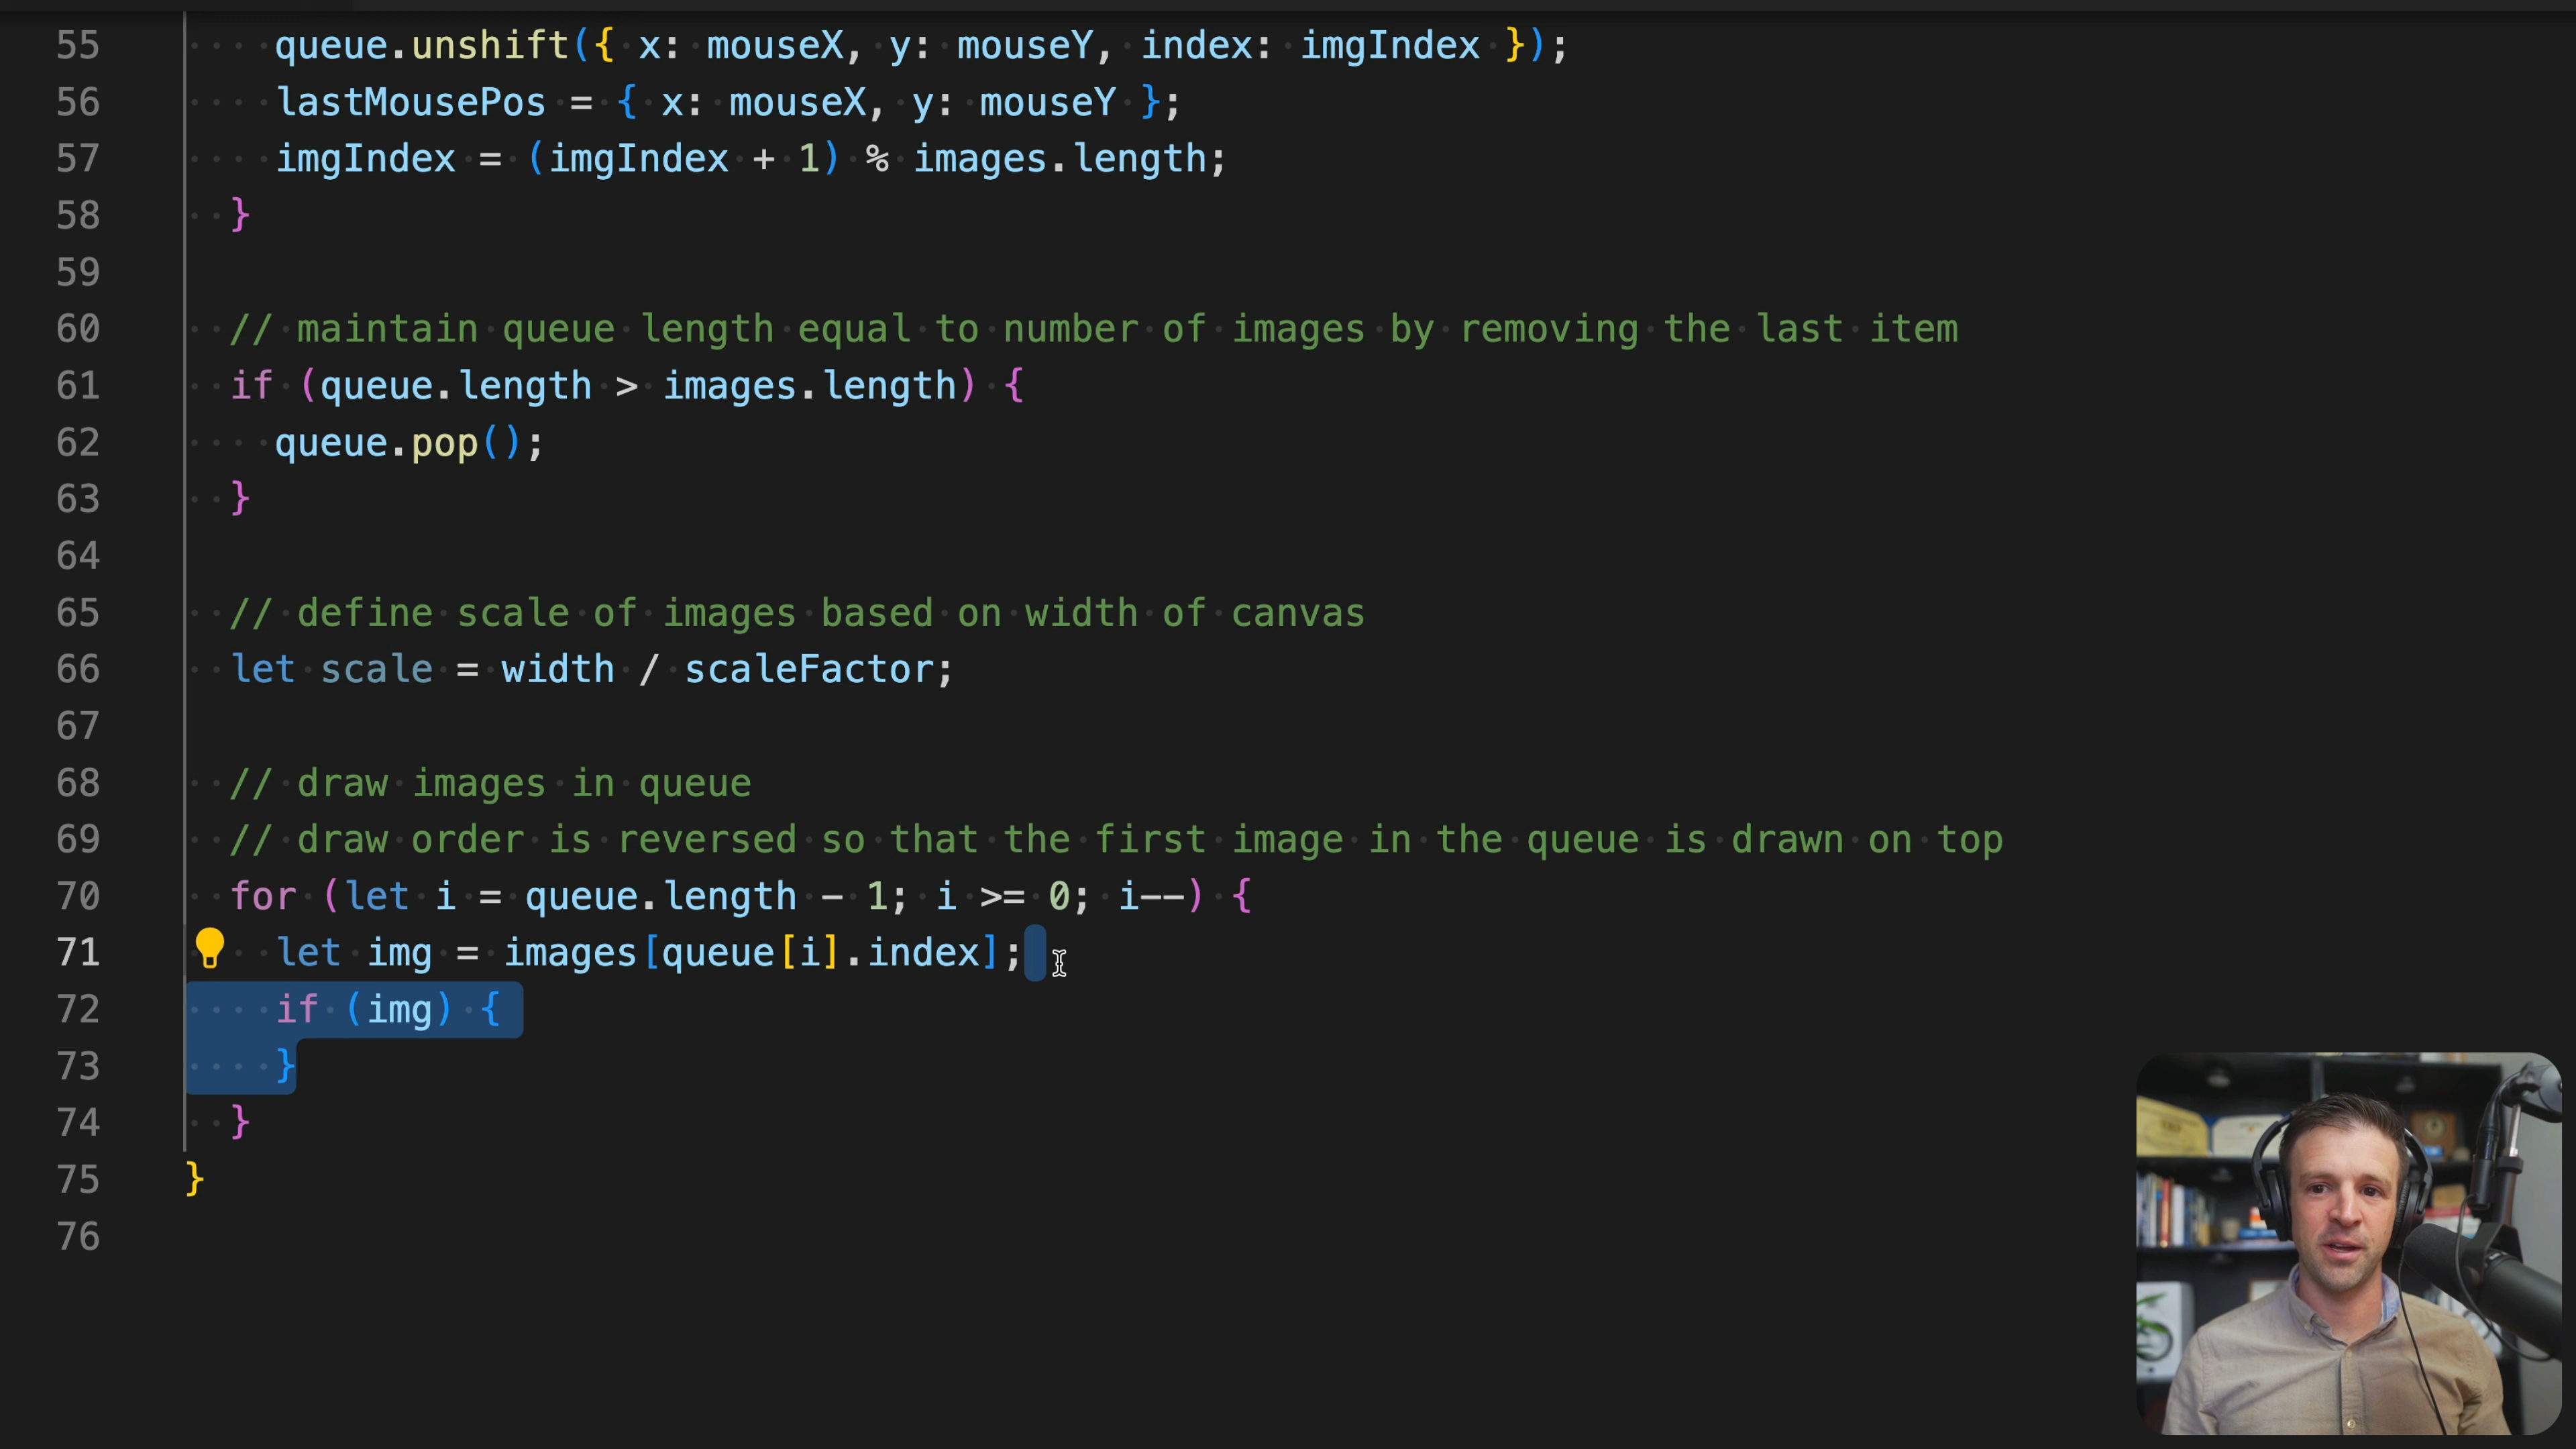 55 queue.unshift({ x: mouseX, y: mouseY, index: imgIndex });
56 lastMousePos = { x: mouseX, y: mouseY };
57 imgIndex = (imgIndex + 1) % images.length;
58 }
59
60 // maintain queue length equal to number of images by removing the last item
61 if (queue.length > images.length) {
62 queue.pop();
63 }
64
65 // define scale of images based on width of canvas
66 let scale = width / scaleFactor;
67
68 // draw images in queue
69 // draw order is reversed so that the first image in the queue is drawn on top
70 for (let i = queue.length - 1; i >= 0; i--) {
71 let img = images[queue[i].index];
72 if (img) {
73 }
74 }
75 }
76